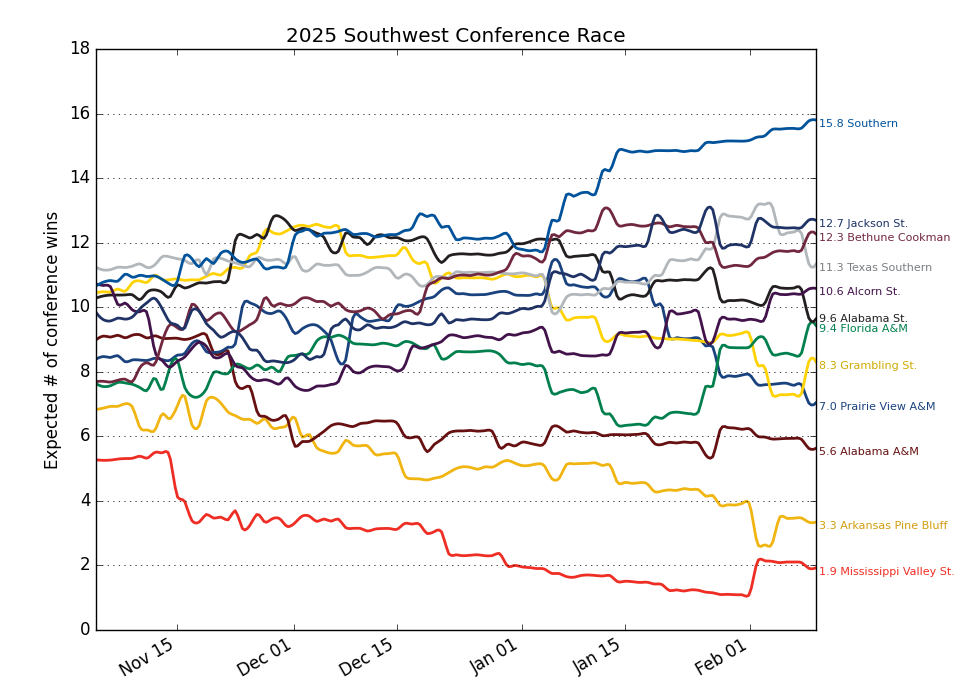 2025 Southwest Conference Race
Expected # of conference wins
18
16
14
12
10
8
6
4
2
0
Nov 15
Dec 01
Dec 15
Jan 01
Jan 15
Feb 01
15.8 Southern
12.7 Jackson St.
12.3 Bethune Cookman
11.3 Texas Southern
10.6 Alcorn St.
9.6 Alabama St.
9.4 Florida A&M
8.3 Grambling St.
7.0 Prairie View A&M
5.6 Alabama A&M
3.3 Arkansas Pine Bluff
1.9 Mississippi Valley St.